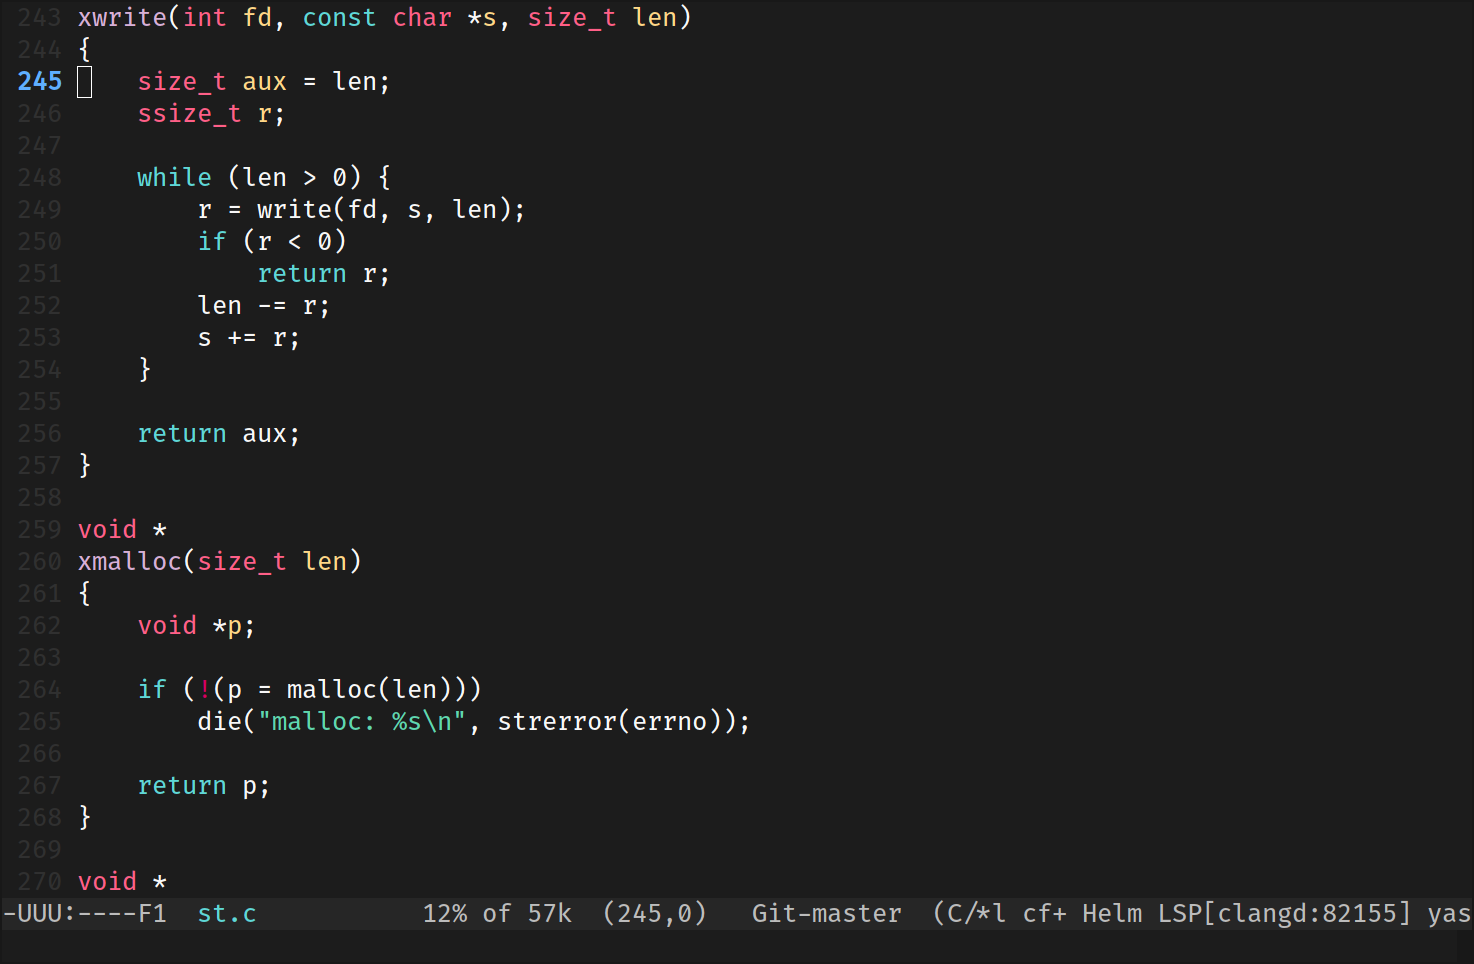 243 xwrite(int fd, const char *s, size_t len)
244 {
245     size_t aux = len;
246     ssize_t r;
247
248     while (len > 0) {
249         r = write(fd, s, len);
250         if (r < 0)
251             return r;
252         len -= r;
253         s += r;
254     }
255
256     return aux;
257 }
258
259 void *
260 xmalloc(size_t len)
261 {
262     void *p;
263
264     if (!(p = malloc(len)))
265         die("malloc: %s\n", strerror(errno));
266
267     return p;
268 }
269
270 void *
-UUU:----F1  st.c           12% of 57k  (245,0)   Git-master  (C/*l cf+ Helm LSP[clangd:82155] yas